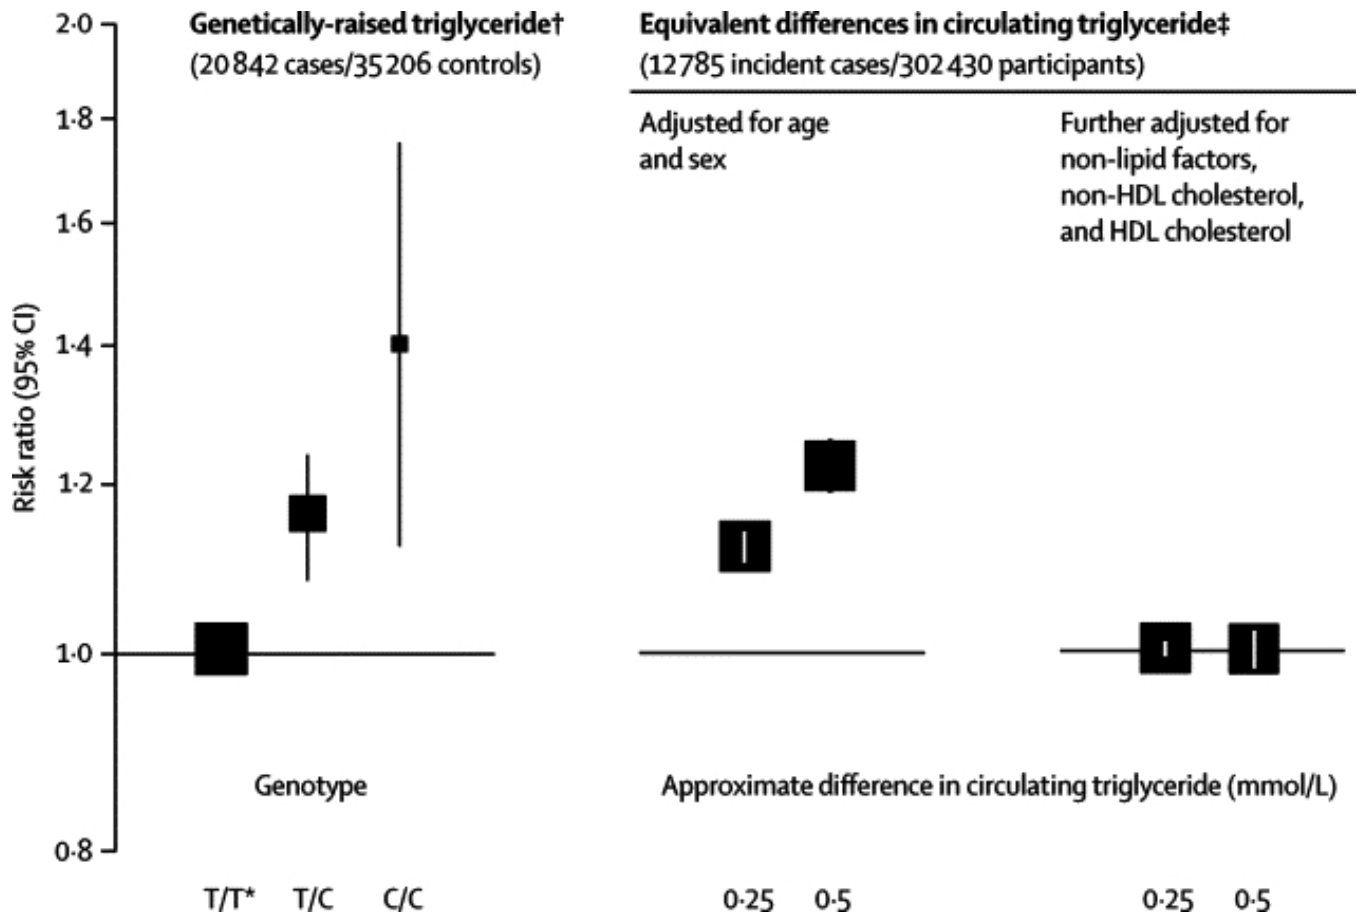 Genetically-raised triglyceride†
(20 842 cases/35 206 controls)
Equivalent differences in circulating triglyceride‡
(12 785 incident cases/302 430 participants)
Adjusted for age
and sex
Further adjusted for
non-lipid factors,
non-HDL cholesterol,
and HDL cholesterol
Risk ratio (95% CI)
2·0
1·8
1·6
1·4
1·2
1·0
0·8
Genotype
T/T* T/C C/C
Approximate difference in circulating triglyceride (mmol/L)
0·25 0·5 0·25 0·5